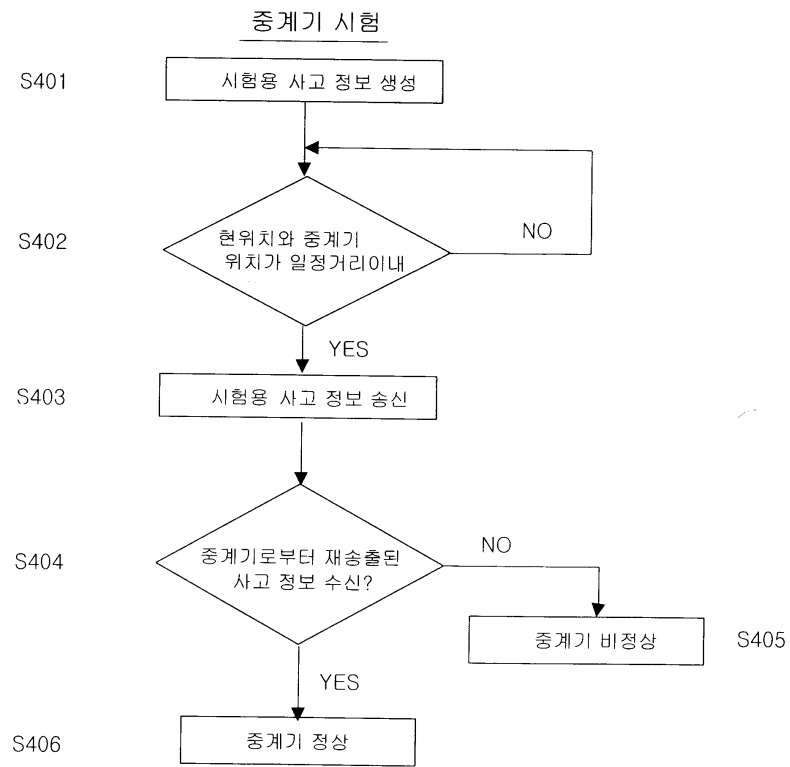 중계기 시험
S401
시험용 사고 정보 생성
S402
현위치와 중계기
위치가 일정거리이내
NO
YES
S403
시험용 사고 정보 송신
S404
중계기로부터 재송출된
사고 정보 수신?
NO
중계기 비정상
S405
YES
S406
중계기 정상